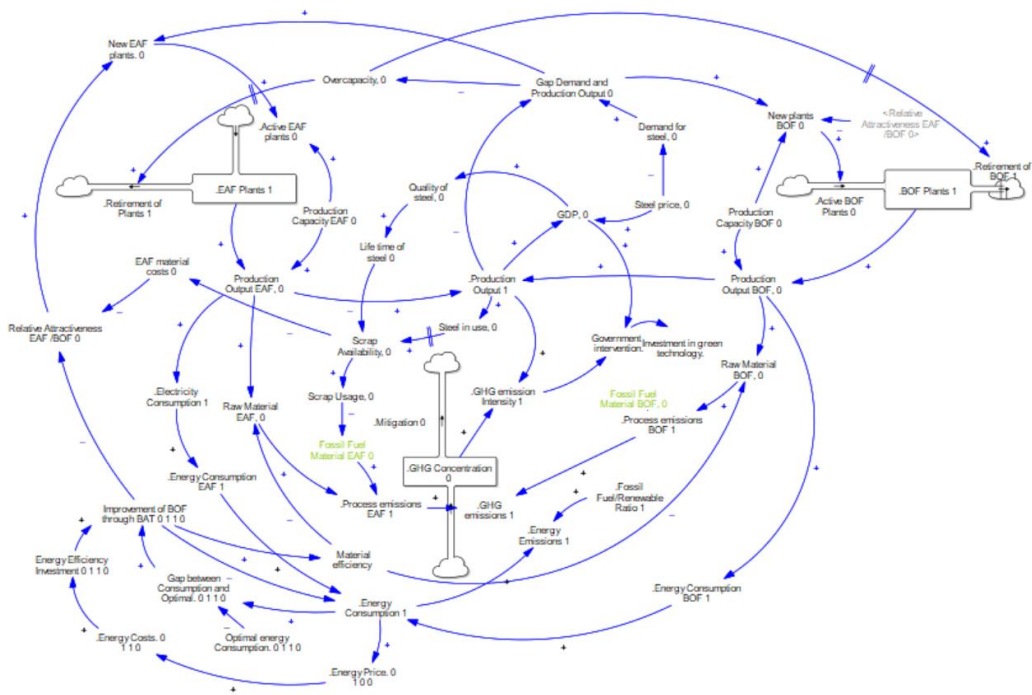 New EAF
plants. 0
Overcapacity, 0
Gap Demand and
Production Output 0
.Active EAF
plants 0
Demand for
steel, 0
New plants
BOF 0
<Relative
Attractiveness EAF
/BOF 0>
.EAF Plants 1
.Retirement of
Plants 1
Quality of
steel, 0
.Retirement of
BOF 1
.BOF Plants 1
.Active BOF
Plants 0
Production
Capacity EAF 0
GDP, 0
Steel price, 0
Production
Capacity BOF 0
Life time of
steel 0
EAF material
costs 0
Production
Output EAF, 0
.Production
Output 1
Production
Output BOF, 0
Relative Attractiveness
EAF /BOF 0
Steel in use, 0
Scrap
Availability, 0
Government
intervention.
Investment in green
technology.
Raw Material
BOF, 0
.Electricity
Consumption 1
Raw Material
EAF, 0
Scrap Usage, 0
.GHG emission
Intensity 1
Fossil Fuel
Material BOF, 0
.Mitigation 0
.Process emissions
BOF 1
Fossil Fuel
Material EAF 0
.GHG Concentration
0
.Energy Consumption
EAF 1
.Process emissions
EAF 1
.GHG
emissions 1
.Fossil
Fuel/Renewable
Ratio 1
Improvement of BOF
through BAT 0 1 1 0
.Energy
Emissions 1
Material
efficiency
Energy Efficiency
Investment 0 1 1 0
Gap between
Consumption and
Optimal. 0 1 1 0
.Energy
Consumption 1
.Energy Consumption
BOF 1
.Energy Costs. 0
1 1 0
Optimal energy
Consumption. 0 1 1 0
.Energy Price. 0
1 0 0